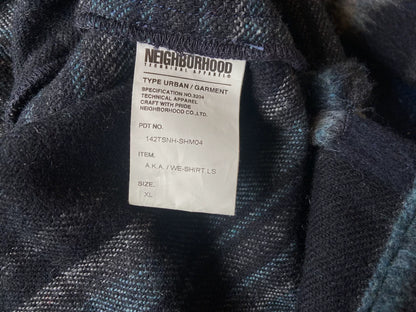 NEIGHBORHOOD
TECHNICAL APPAREL®
TYPE URBAN / GARMENT
SPECIFICATION NO.3204
TECHNICAL APPAREL
CRAFT WITH PRIDE
NEIGHBORHOOD CO.,LTD.
PDT NO.
142TSNH-SHM04
ITEM.
A.K.A. / WE-SHIRT.LS
SIZE.
XL